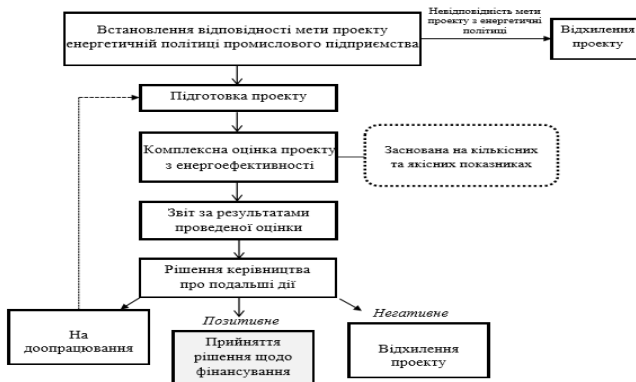 Встановлення відповідності мети проекту
енергетичній політиці промислового підприємства
Невідповідність мети
проекту з енергетичні
політиці
Відхилення
проекту
Підготовка проекту
Комплексна оцінка проекту
з енергоефективності
Заснована на кількісних
та якісних показниках
Звіт за результатами
проведеної оцінки
Рішення керівництва
про подальші дії
На
доопрацювання
Позитивне
Прийняття
рішення щодо
фінансування
Негативне
Відхилення
проекту